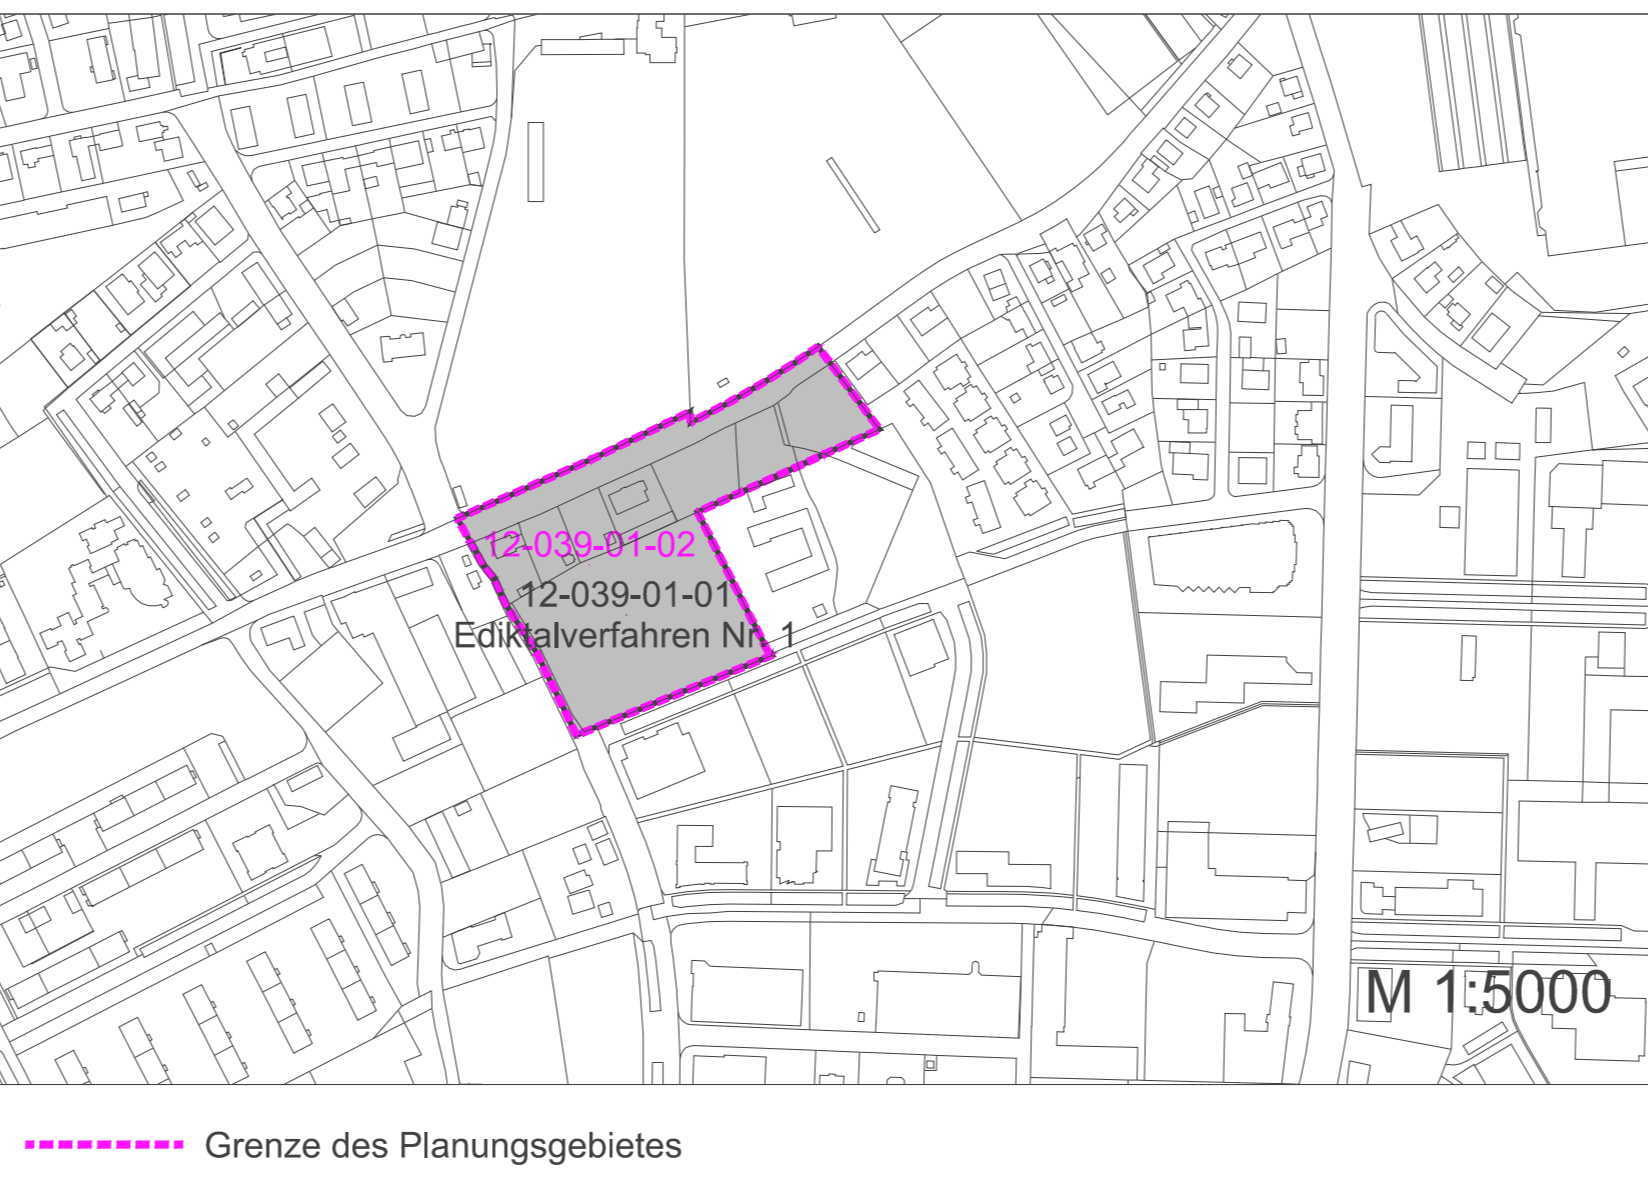 12-039-01-02
12-039-01-01
Ediktalverfahren Nr. 1
M 1:5000
Grenze des Planungsgebietes